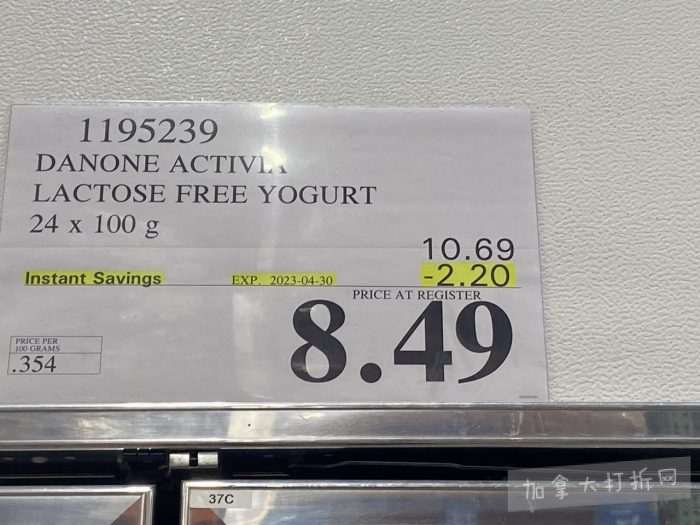 1195239
DANONE ACTIVIA
LACTOSE FREE YOGURT
24 x 100 g
10.69
Instant Savings EXP. 2023-04-30 -2.20
PRICE AT REGISTER
8.49
PRICE PER
100 GRAMS
.354
37C
加拿大打折网